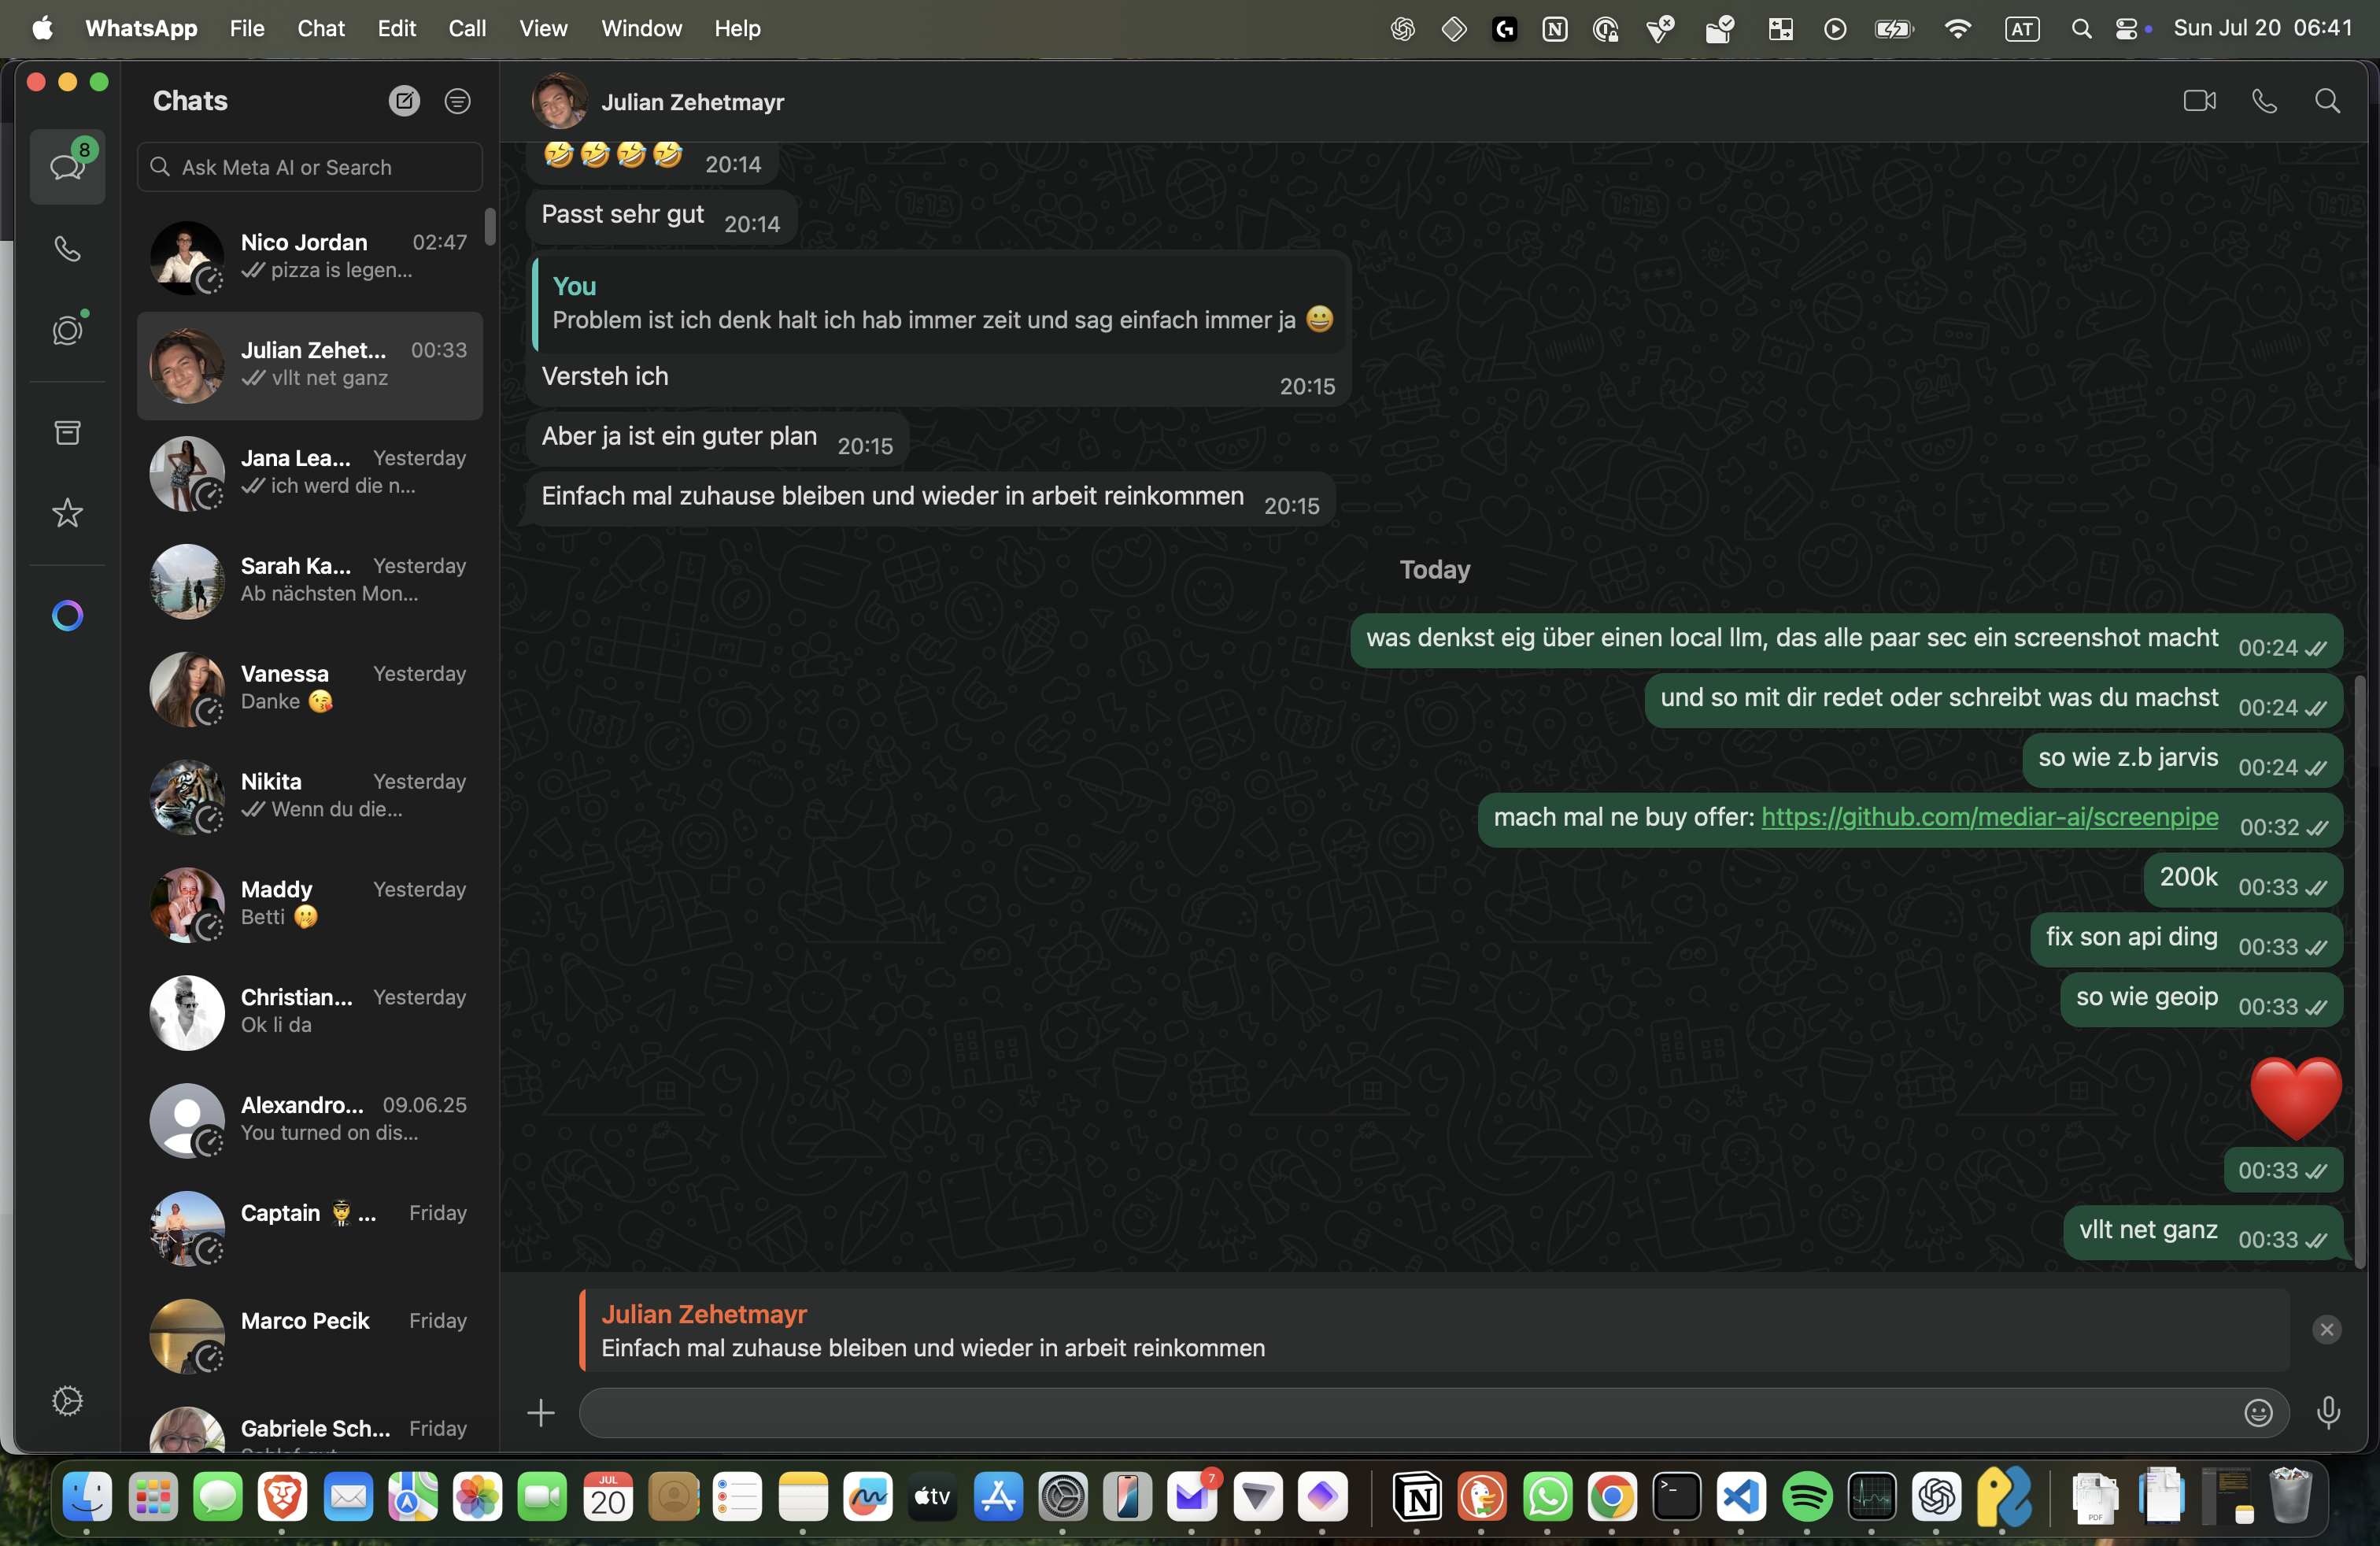 WhatsApp File Chat Edit Call View Window Help AT Sun Jul 20 06:41
Chats
8
Ask Meta AI or Search
Nico Jordan 02:47
pizza is legen...
Julian Zehet... 00:33
vllt net ganz
Jana Lea... Yesterday
ich werd die n...
Sarah Ka... Yesterday
Ab nächsten Mon...
Vanessa Yesterday
Danke 😘
Nikita Yesterday
Wenn du die...
Maddy Yesterday
Betti 🤭
Christian... Yesterday
Ok li da
Alexandro... 09.06.25
You turned on dis...
Captain 👨‍✈️ ... Friday
Marco Pecik Friday
Gabriele Sch... Friday
Julian Zehetmayr
🤣🤣🤣🤣 20:14
Passt sehr gut 20:14
You
Problem ist ich denk halt ich hab immer zeit und sag einfach immer ja 😀
Versteh ich 20:15
Aber ja ist ein guter plan 20:15
Einfach mal zuhause bleiben und wieder in arbeit reinkommen 20:15
Today
was denkst eig über einen local llm, das alle paar sec ein screenshot macht 00:24
und so mit dir redet oder schreibt was du machst 00:24
so wie z.b jarvis 00:24
mach mal ne buy offer: https://github.com/mediar-ai/screenpipe 00:32
200k 00:33
fix son api ding 00:33
so wie geoip 00:33
❤️
00:33
vllt net ganz 00:33
Julian Zehetmayr
Einfach mal zuhause bleiben und wieder in arbeit reinkommen
JUL
20
tv
7
PDF